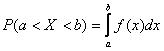 P(a < X < b) = ∫_a^b f(x)dx